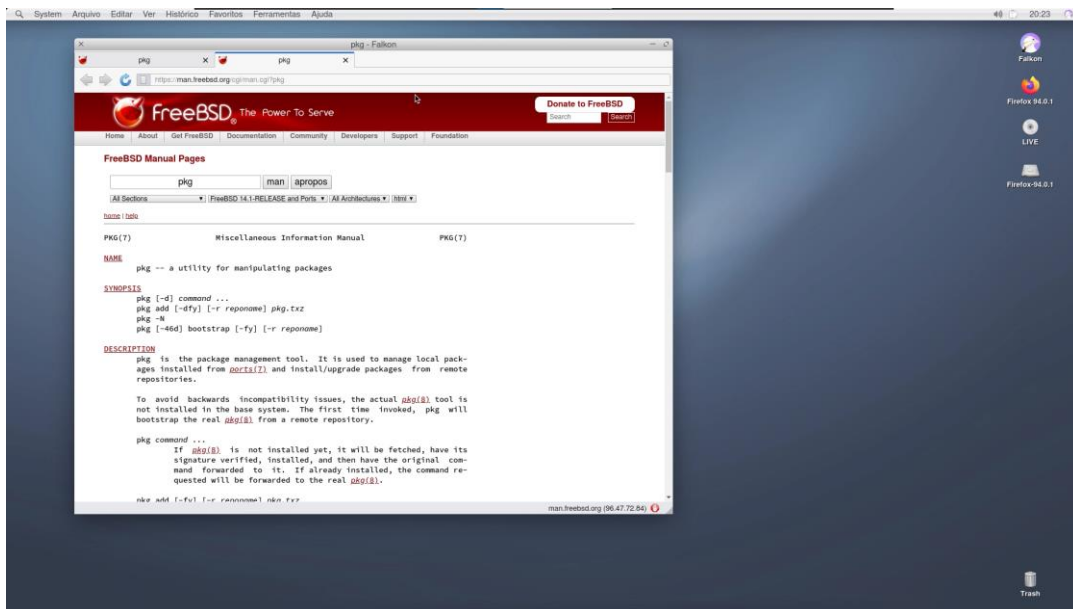 System Arquivo Editar Ver Histórico Favoritos Ferramentas Ajuda 20:23
pkg - Falkon
pkg pkg
https://man.freebsd.org/cgi/man.cgi?pkg
FreeBSD® The Power To Serve
Donate to FreeBSD
Search Search
Home About Get FreeBSD Documentation Community Developers Support Foundation
FreeBSD Manual Pages
pkg man apropos
All Sections FreeBSD 14.1-RELEASE and Ports All Architectures html
home | help
PKG(7) Miscellaneous Information Manual PKG(7)
NAME
pkg -- a utility for manipulating packages
SYNOPSIS
pkg [-d] command ...
pkg add [-dfy] [-r reponame] pkg.txz
pkg -N
pkg [-46d] bootstrap [-fy] [-r reponame]
DESCRIPTION
pkg is the package management tool. It is used to manage local pack-
ages installed from ports(7) and install/upgrade packages from remote
repositories.
To avoid backwards incompatibility issues, the actual pkg(8) tool is
not installed in the base system. The first time invoked, pkg will
bootstrap the real pkg(8) from a remote repository.
pkg command ...
If pkg(8) is not installed yet, it will be fetched, have its
signature verified, installed, and then have the original com-
mand forwarded to it. If already installed, the command re-
quested will be forwarded to the real pkg(8).
pkg add [-fy] [-r reponame] pkg.txz
man.freebsd.org (96.47.72.84)
Falkon
Firefox 94.0.1
LIVE
Firefox-94.0.1
Trash